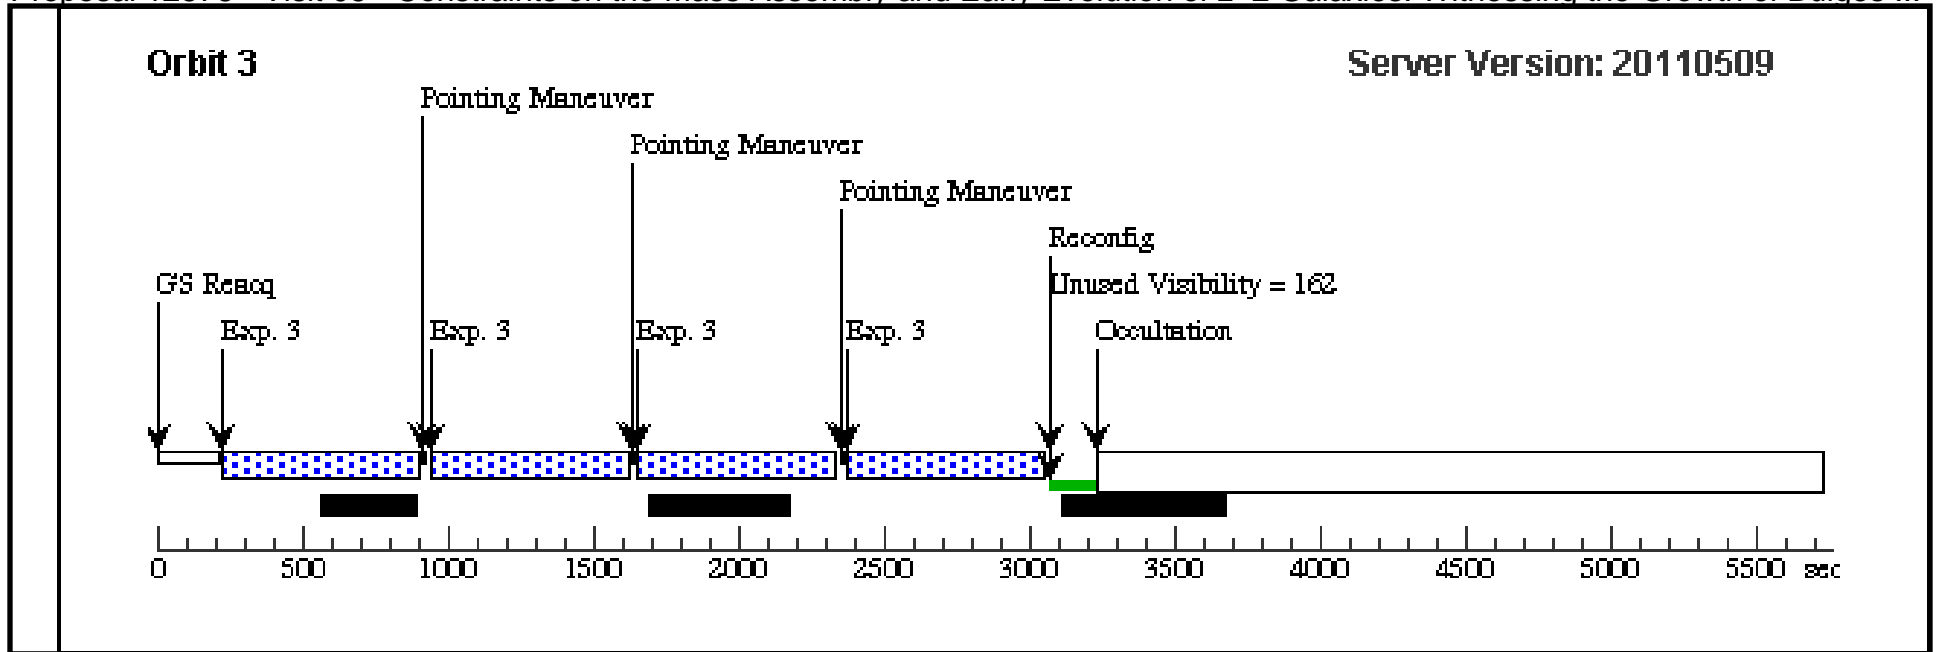 Orbit 3
Server Version: 20110509
Pointing Maneuver
Pointing Maneuver
Pointing Maneuver
Reconfig
GS Reacq
Unused Visibility = 162
Exp. 3
Exp. 3
Exp. 3
Exp. 3
Occultation
0 500 1000 1500 2000 2500 3000 3500 4000 4500 5000 5500 sec